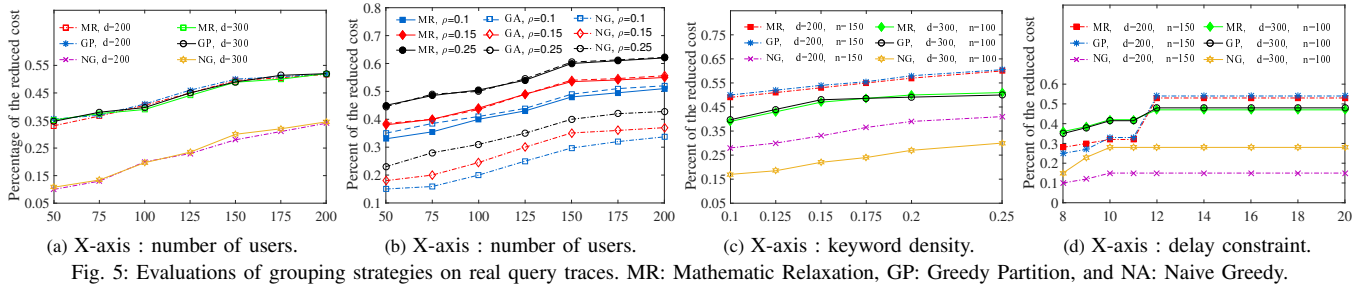 Percentage of the reduced cost
MR, d=200
GP, d=200
NG, d=200
MR, d=300
GP, d=300
NG, d=300
0.55
0.45
0.35
0.25
0.15
0.05
50 75 100 125 150 175 200
(a) X-axis : number of users.
Percent of the reduced cost
MR, ρ=0.1
MR, ρ=0.15
MR, ρ=0.25
GA, ρ=0.1
GA, ρ=0.15
GA, ρ=0.25
NG, ρ=0.1
NG, ρ=0.15
NG, ρ=0.25
0.8
0.7
0.6
0.5
0.4
0.3
0.2
0.1
50 75 100 125 150 175 200
(b) X-axis : number of users.
Percent of the reduced cost
MR, d=200, n=150
GP, d=200, n=150
NG, d=200, n=150
MR, d=300, n=100
GP, d=300, n=100
NG, d=300, n=100
0.85
0.75
0.65
0.55
0.45
0.35
0.25
0.15
0.05
0.1 0.125 0.15 0.175 0.2 0.25
(c) X-axis : keyword density.
Percent of the reduced cost
MR, d=200, n=150
GP, d=200, n=150
NG, d=200, n=150
MR, d=300, n=100
GP, d=300, n=100
NG, d=300, n=100
0.6
0.5
0.4
0.3
0.2
0.1
0
8 10 12 14 16 18 20
(d) X-axis : delay constraint.
Fig. 5: Evaluations of grouping strategies on real query traces. MR: Mathematic Relaxation, GP: Greedy Partition, and NA: Naive Greedy.